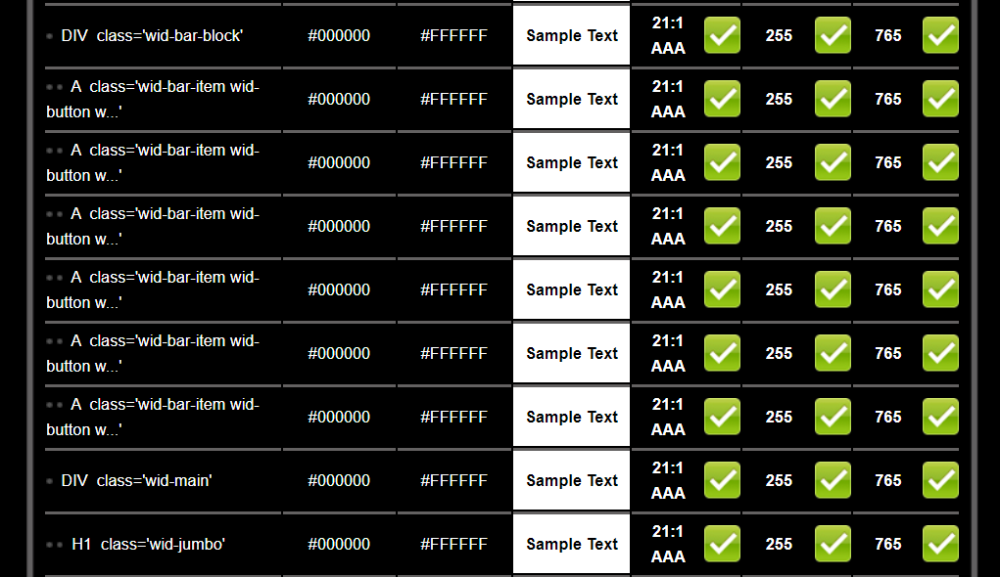 DIV class='wid-bar-block' #000000 #FFFFFF Sample Text 21:1 AAA 255 765
A class='wid-bar-item wid-button w...' #000000 #FFFFFF Sample Text 21:1 AAA 255 765
A class='wid-bar-item wid-button w...' #000000 #FFFFFF Sample Text 21:1 AAA 255 765
A class='wid-bar-item wid-button w...' #000000 #FFFFFF Sample Text 21:1 AAA 255 765
A class='wid-bar-item wid-button w...' #000000 #FFFFFF Sample Text 21:1 AAA 255 765
A class='wid-bar-item wid-button w...' #000000 #FFFFFF Sample Text 21:1 AAA 255 765
A class='wid-bar-item wid-button w...' #000000 #FFFFFF Sample Text 21:1 AAA 255 765
DIV class='wid-main' #000000 #FFFFFF Sample Text 21:1 AAA 255 765
H1 class='wid-jumbo' #000000 #FFFFFF Sample Text 21:1 AAA 255 765